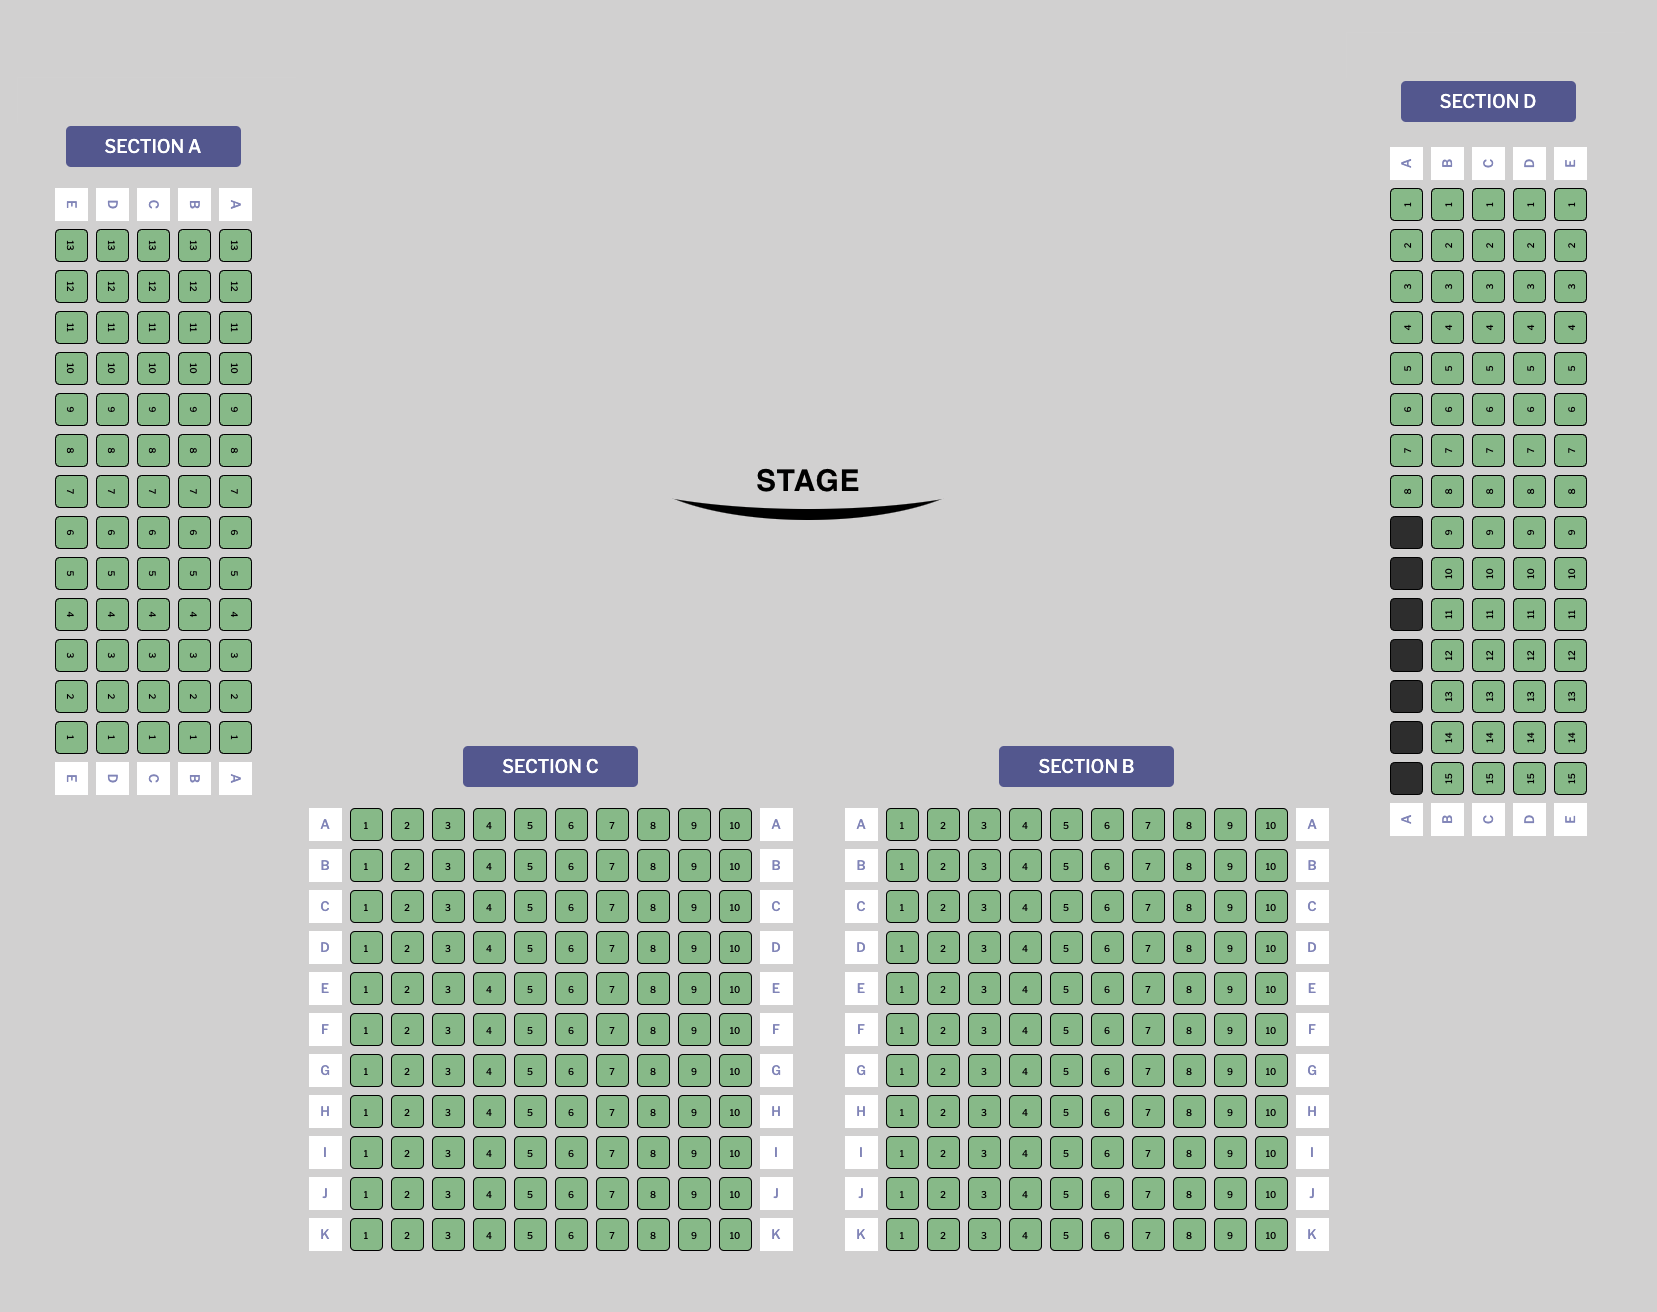 SECTION D
SECTION A
A B C D E
1 1 1 1 1
2 2 2 2 2
3 3 3 3 3
4 4 4 4 4
5 5 5 5 5
6 6 6 6 6
7 7 7 7 7
8 8 8 8 8
9 9 9 9
10 10 10 10
11 11 11 11
12 12 12 12
13 13 13 13
14 14 14 14
15 15 15 15
A B C D E
E D C B A
13 13 13 13 13
12 12 12 12 12
11 11 11 11 11
10 10 10 10 10
9 9 9 9 9
8 8 8 8 8
7 7 7 7 7
6 6 6 6 6
5 5 5 5 5
4 4 4 4 4
3 3 3 3 3
2 2 2 2 2
1 1 1 1 1
E D C B A
STAGE
SECTION C
A 1 2 3 4 5 6 7 8 9 10 A
B 1 2 3 4 5 6 7 8 9 10 B
C 1 2 3 4 5 6 7 8 9 10 C
D 1 2 3 4 5 6 7 8 9 10 D
E 1 2 3 4 5 6 7 8 9 10 E
F 1 2 3 4 5 6 7 8 9 10 F
G 1 2 3 4 5 6 7 8 9 10 G
H 1 2 3 4 5 6 7 8 9 10 H
I 1 2 3 4 5 6 7 8 9 10 I
J 1 2 3 4 5 6 7 8 9 10 J
K 1 2 3 4 5 6 7 8 9 10 K
SECTION B
A 1 2 3 4 5 6 7 8 9 10 A
B 1 2 3 4 5 6 7 8 9 10 B
C 1 2 3 4 5 6 7 8 9 10 C
D 1 2 3 4 5 6 7 8 9 10 D
E 1 2 3 4 5 6 7 8 9 10 E
F 1 2 3 4 5 6 7 8 9 10 F
G 1 2 3 4 5 6 7 8 9 10 G
H 1 2 3 4 5 6 7 8 9 10 H
I 1 2 3 4 5 6 7 8 9 10 I
J 1 2 3 4 5 6 7 8 9 10 J
K 1 2 3 4 5 6 7 8 9 10 K